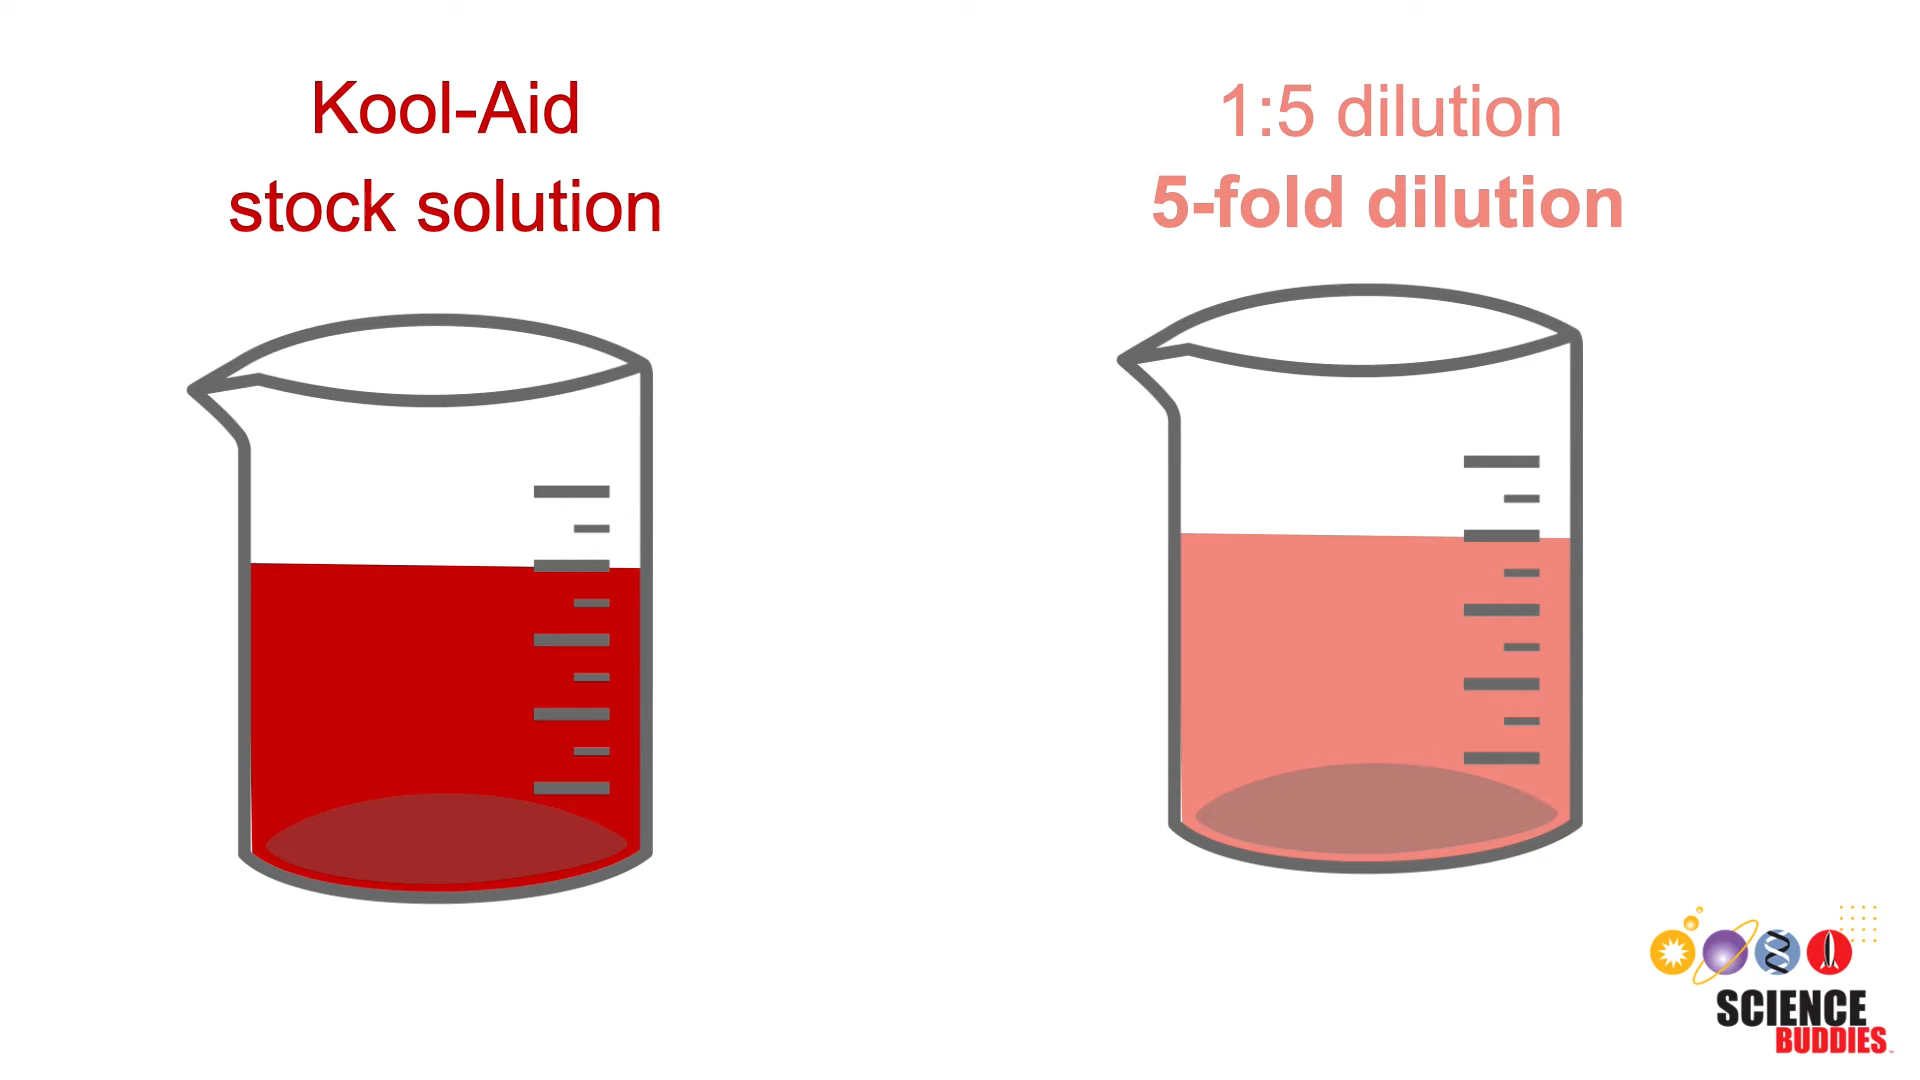 Kool-Aid
stock solution
1:5 dilution
5-fold dilution
SCIENCE
BUDDIES